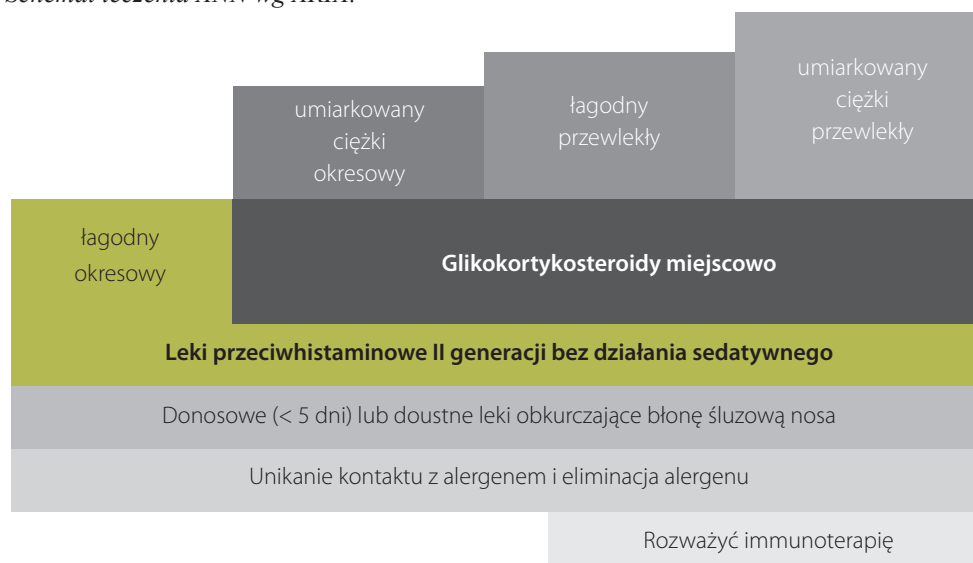 umiarkowany
ciężki
przewlekły
umiarkowany
ciężki
okresowy
łagodny
przewlekły
łagodny
okresowy
Glikokortykosteroidy miejscowo
Leki przeciwhistaminowe II generacji bez działania sedatywnego
Donosowe (< 5 dni) lub doustne leki obkurczające błonę śluzową nosa
Unikanie kontaktu z alergenem i eliminacja alergenu
Rozważyć immunoterapię